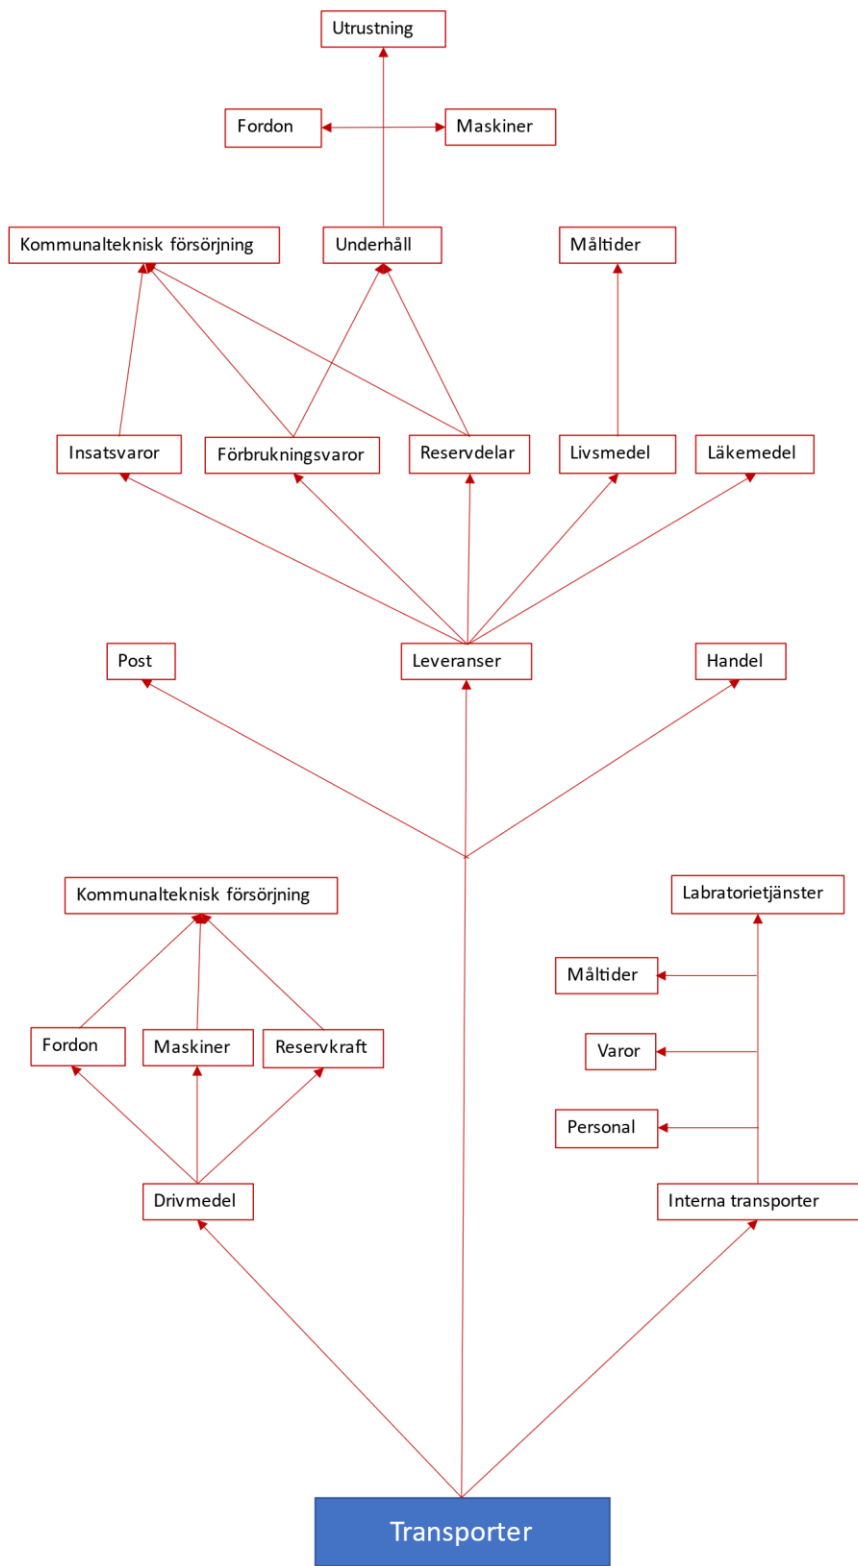 Utrustning
Fordon
Maskiner
Kommunalteknisk försörjning
Underhåll
Måltider
Insatsvaror
Förbrukningsvaror
Reservdelar
Livsmedel
Läkemedel
Post
Leveranser
Handel
Kommunalteknisk försörjning
Labratorietjänster
Måltider
Fordon
Maskiner
Reservkraft
Varor
Personal
Drivmedel
Interna transporter
Transporter